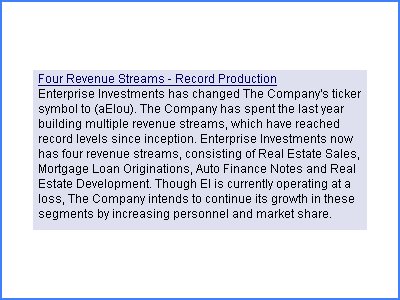 Four Revenue Streams - Record Production
Enterprise Investments has changed The Company's ticker
symbol to (aElou). The Company has spent the last year
building multiple revenue streams, which have reached
record levels since inception. Enterprise Investments now
has four revenue streams, consisting of Real Estate Sales,
Mortgage Loan Originations, Auto Finance Notes and Real
Estate Development. Though EI is currently operating at a
loss, The Company intends to continue its growth in these
segments by increasing personnel and market share.